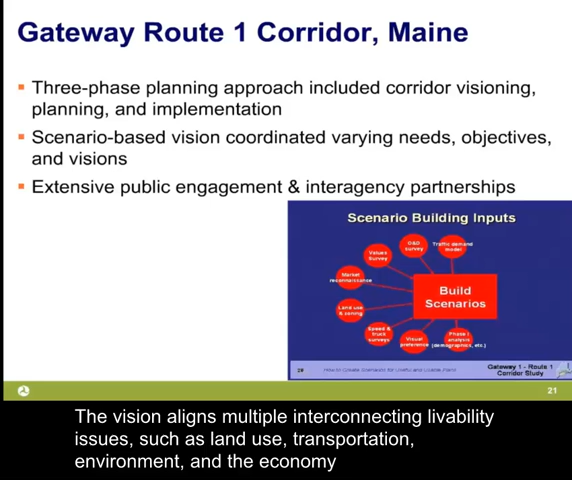 Gateway Route 1 Corridor, Maine
Three-phase planning approach included corridor visioning,
planning, and implementation
Scenario-based vision coordinated varying needs, objectives,
and visions
Extensive public engagement & interagency partnerships
Scenario Building Inputs
O&D
survey
Traffic demand
model
Values
Survey
Market
reconnaissance
Build
Scenarios
Land use
& zoning
Speed &
truck
surveys
Visual
preference
Phase I
analysis
(demographics, etc.)
Gateway 1 - Route 1
Corridor Study
21
The vision aligns multiple interconnecting livability
issues, such as land use, transportation,
environment, and the economy